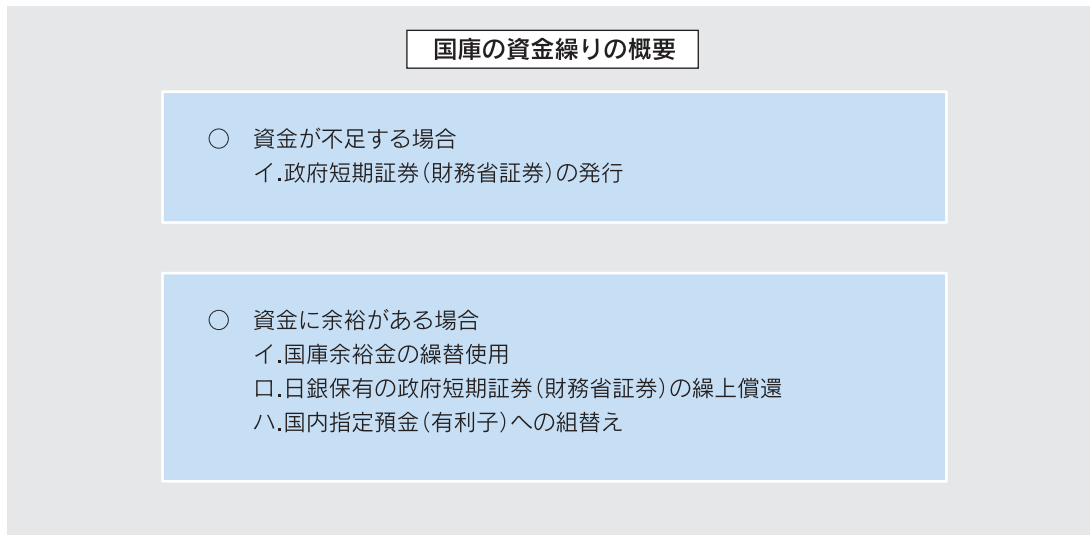 国庫の資金繰りの概要
○　資金が不足する場合
イ.政府短期証券(財務省証券)の発行
○　資金に余裕がある場合
イ.国庫余裕金の繰替使用
ロ.日銀保有の政府短期証券(財務省証券)の繰上償還
ハ.国内指定預金(有利子)への組替え